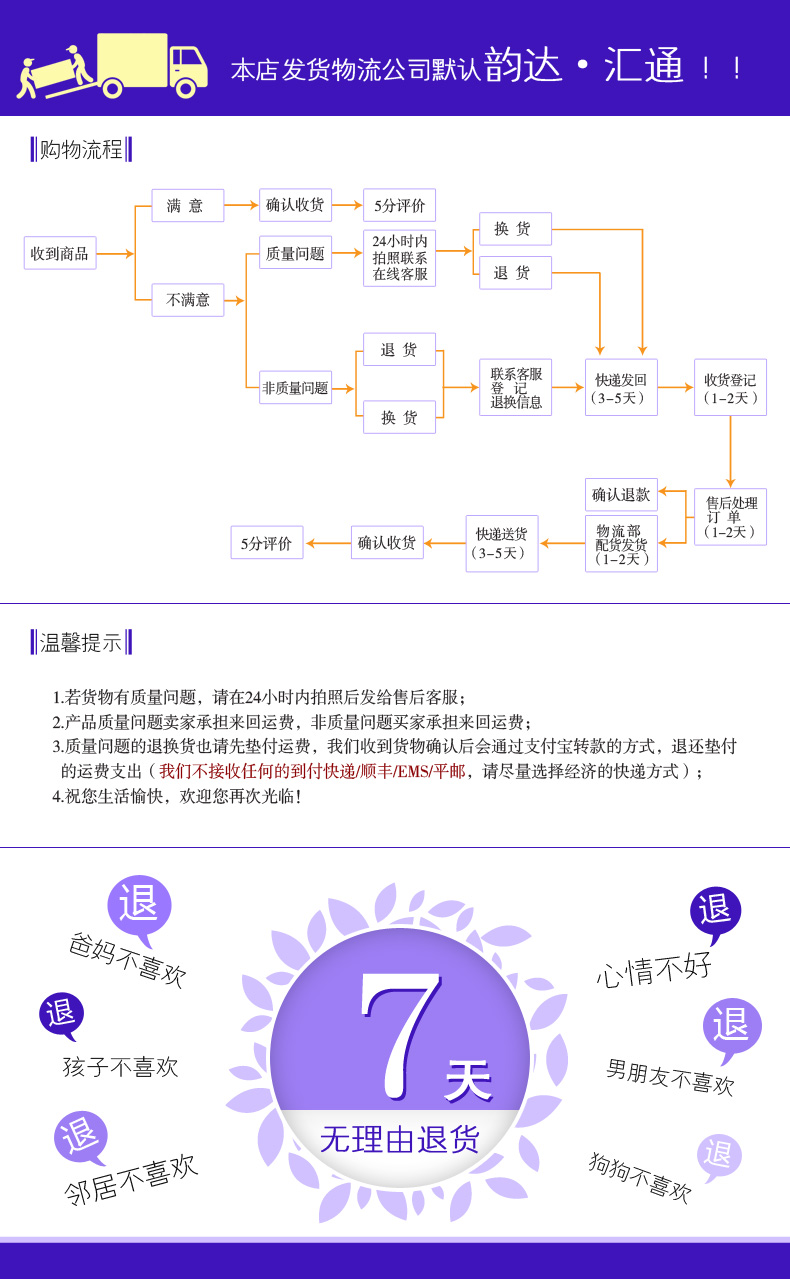 本店发货物流公司默认韵达·汇通！！
购物流程
收到商品
满 意
确认收货
5分评价
不满意
质量问题
24小时内
拍照联系
在线客服
换 货
退 货
非质量问题
退 货
换 货
联系客服
登 记
退换信息
快递发回
（3-5天）
收货登记
（1-2天）
售后处理
订 单
（1-2天）
确认退款
物流部
配货发货
（1-2天）
快递送货
（3-5天）
确认收货
5分评价
温馨提示
1.若货物有质量问题，请在24小时内拍照后发给售后客服；
2.产品质量问题卖家承担来回运费，非质量问题买家承担来回运费；
3.质量问题的退换货也请先垫付运费，我们收到货物确认后会通过支付宝转款的方式，退还垫付
的运费支出（我们不接收任何的到付快递/顺丰/EMS/平邮，请尽量选择经济的快递方式）；
4.祝您生活愉快，欢迎您再次光临！
退
爸妈不喜欢
退
孩子不喜欢
退
邻居不喜欢
7天
无理由退货
退
心情不好
退
男朋友不喜欢
退
狗狗不喜欢